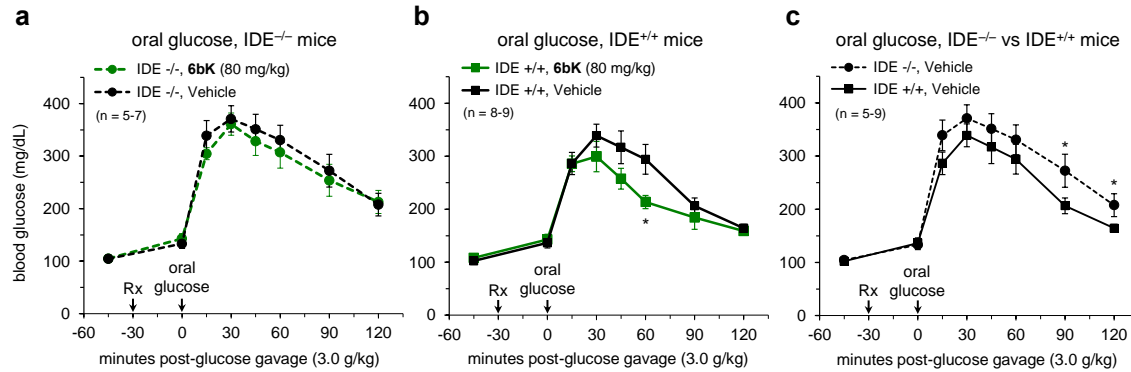 a
oral glucose, IDE–/– mice
IDE -/-, 6bK (80 mg/kg)
IDE -/-, Vehicle
(n = 5-7)
blood glucose (mg/dL)
400
300
200
100
0
Rx
oral
glucose
-60 -30 0 30 60 90 120
minutes post-glucose gavage (3.0 g/kg)
b
oral glucose, IDE+/+ mice
IDE +/+, 6bK (80 mg/kg)
IDE +/+, Vehicle
(n = 8-9)
400
300
200
100
0
*
Rx
oral
glucose
-60 -30 0 30 60 90 120
minutes post-glucose gavage (3.0 g/kg)
c
oral glucose, IDE–/– vs IDE+/+ mice
IDE -/-, Vehicle
IDE +/+, Vehicle
(n = 5-9)
400
300
200
100
0
*
*
Rx
oral
glucose
-60 -30 0 30 60 90 120
minutes post-glucose gavage (3.0 g/kg)